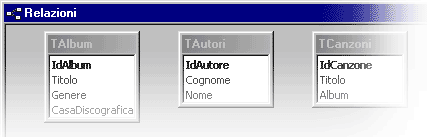 Relazioni
TAlbum
IdAlbum
Titolo
Genere
CasaDiscografica
TAutori
IdAutore
Cognome
Nome
TCanzoni
IdCanzone
Titolo
Album